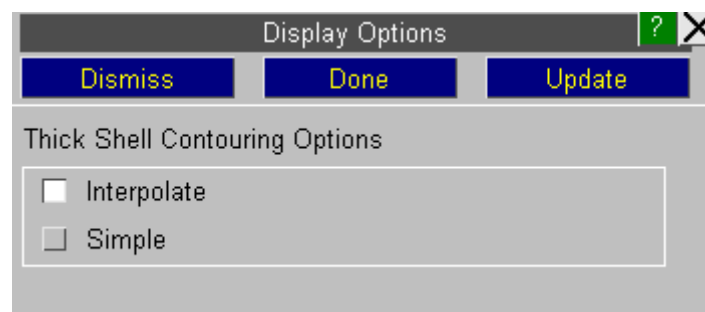 Display Options ? X
Dismiss Done Update
Thick Shell Contouring Options
Interpolate
Simple